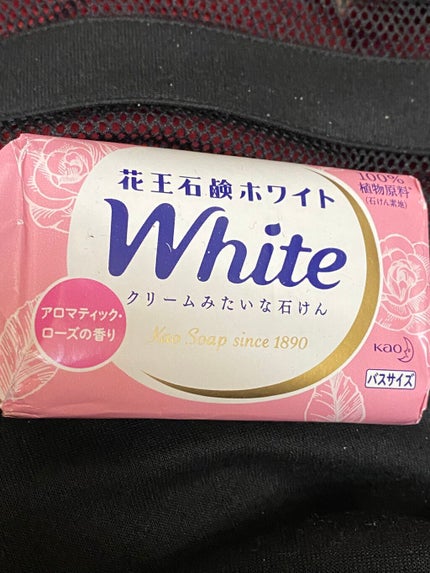 花王石鹸ホワイト
White
クリームみたいな石けん
Kao Soap since 1890
アロマティック・
ローズの香り
100%
植物原料*
(石けん素地)
Kao
バスサイズ